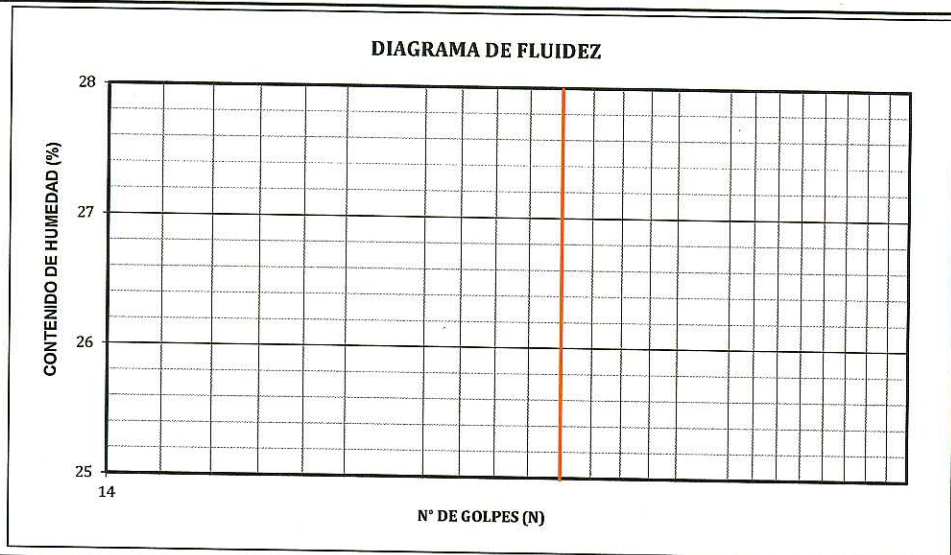 DIAGRAMA DE FLUIDEZ
CONTENIDO DE HUMEDAD (%)
28
27
26
25
14
N° DE GOLPES (N)